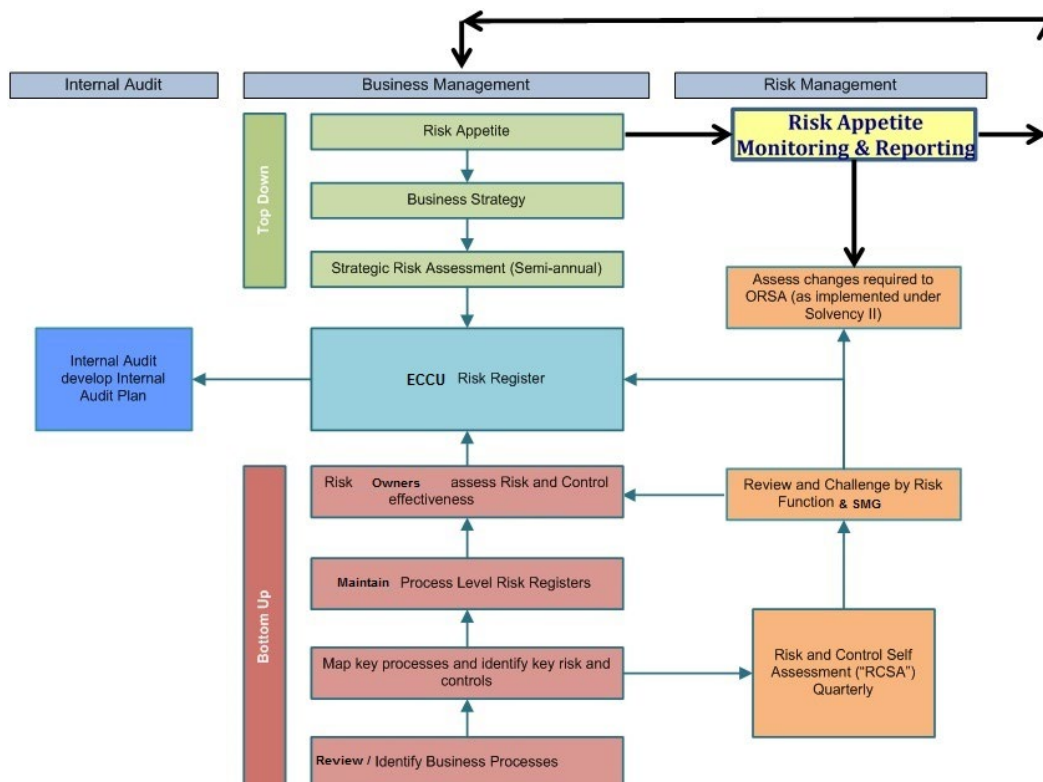 Internal Audit
Business Management
Risk Management
Top Down
Risk Appetite
Risk Appetite
Monitoring & Reporting
Business Strategy
Strategic Risk Assessment (Semi-annual)
Assess changes required to
ORSA (as implemented under
Solvency II)
Internal Audit
develop Internal
Audit Plan
ECCU Risk Register
Bottom Up
Risk Owners assess Risk and Control
effectiveness
Review and Challenge by Risk
Function & SMG
Maintain Process Level Risk Registers
Map key processes and identify key risk and
controls
Risk and Control Self
Assessment ("RCSA")
Quarterly
Review / Identify Business Processes